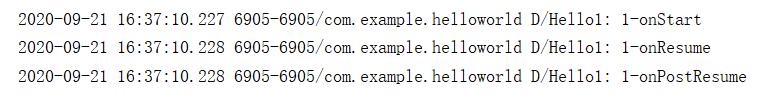 2020-09-21 16:37:10.227 6905-6905/com.example.helloworld D/Hello1: 1-onStart
2020-09-21 16:37:10.228 6905-6905/com.example.helloworld D/Hello1: 1-onResume
2020-09-21 16:37:10.228 6905-6905/com.example.helloworld D/Hello1: 1-onPostResume